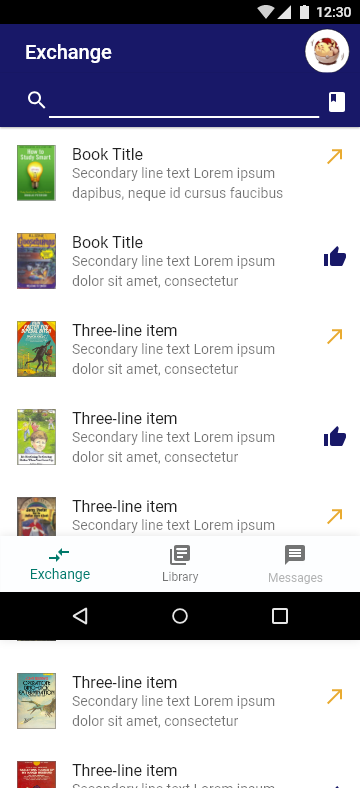 12:30
Exchange
How to
Study Smart
Book Title
Secondary line text Lorem ipsum
dapibus, neque id cursus faucibus
Goosebumps
Book Title
Secondary line text Lorem ipsum
dolor sit amet, consectetur
Three-line item
Secondary line text Lorem ipsum
dolor sit amet, consectetur
Three-line item
Secondary line text Lorem ipsum
dolor sit amet, consectetur
Three-line item
Secondary line text Lorem ipsum
Exchange
Library
Messages
Three-line item
Secondary line text Lorem ipsum
dolor sit amet, consectetur
Three-line item
Secondary line text Lorem ipsum